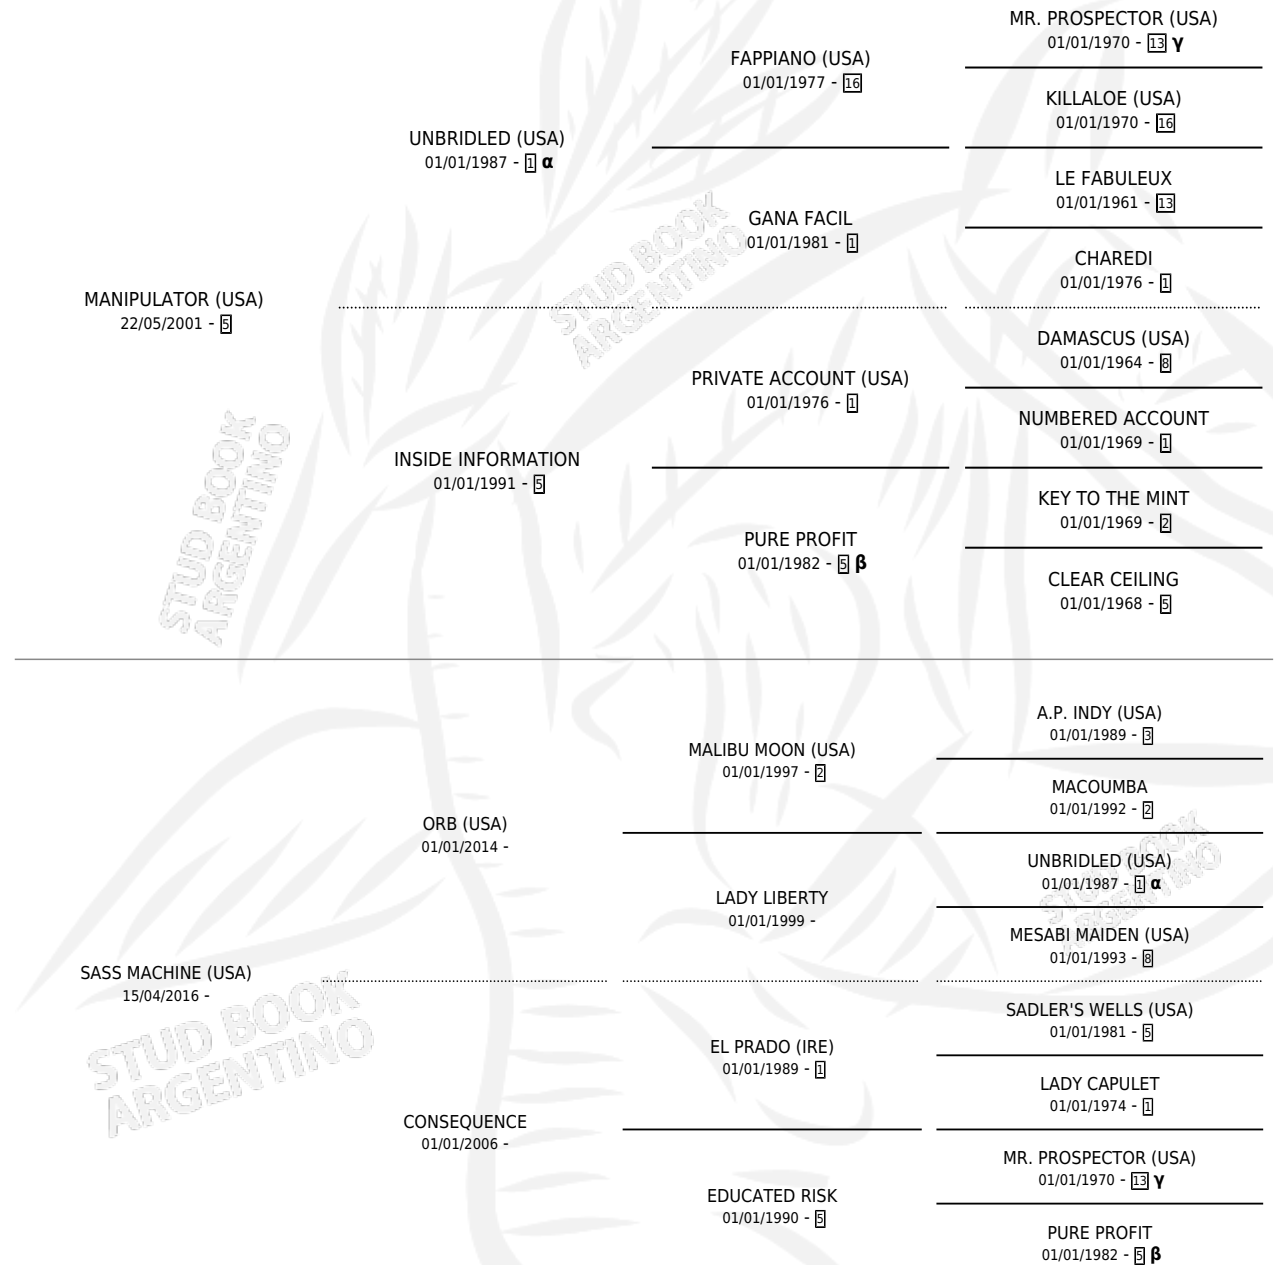 MR. PROSPECTOR (USA)
01/01/1970 - 13 γ
FAPPIANO (USA)
01/01/1977 - 16
KILLALOE (USA)
01/01/1970 - 16
UNBRIDLED (USA)
01/01/1987 - 1 α
LE FABULEUX
01/01/1961 - 13
GANA FACIL
01/01/1981 - 1
CHAREDI
01/01/1976 - 1
MANIPULATOR (USA)
22/05/2001 - 5
DAMASCUS (USA)
01/01/1964 - 8
PRIVATE ACCOUNT (USA)
01/01/1976 - 1
NUMBERED ACCOUNT
01/01/1969 - 1
INSIDE INFORMATION
01/01/1991 - 5
KEY TO THE MINT
01/01/1969 - 2
PURE PROFIT
01/01/1982 - 5 β
CLEAR CEILING
01/01/1968 - 5
A.P. INDY (USA)
01/01/1989 - 3
MALIBU MOON (USA)
01/01/1997 - 2
MACOUMBA
01/01/1992 - 2
ORB (USA)
01/01/2014 -
UNBRIDLED (USA)
01/01/1987 - 1 α
LADY LIBERTY
01/01/1999 -
MESABI MAIDEN (USA)
01/01/1993 - 8
SASS MACHINE (USA)
15/04/2016 -
SADLER'S WELLS (USA)
01/01/1981 - 5
EL PRADO (IRE)
01/01/1989 - 1
LADY CAPULET
01/01/1974 - 1
CONSEQUENCE
01/01/2006 -
MR. PROSPECTOR (USA)
01/01/1970 - 13 γ
EDUCATED RISK
01/01/1990 - 5
PURE PROFIT
01/01/1982 - 5 β
STUD BOOK
ARGENTINO
STUD BOOK
ARGENTINO
STUD BOOK
ARGENTINO
STUD BOOK
ARGENTINO